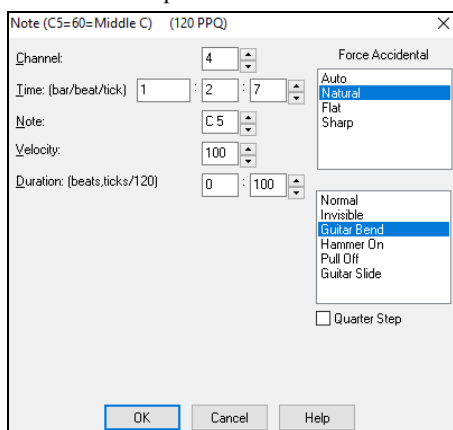 Note (C5=60=Middle C) (120 PPQ)
Channel: 4
Force Accidental
Time: (bar/beat/tick) 1 : 2 : 7
Note: C 5
Velocity: 100
Duration: (beats,ticks/120) 0 : 100
Auto
Natural
Flat
Sharp
Normal
Invisible
Guitar Bend
Hammer On
Pull Off
Guitar Slide
Quarter Step
OK Cancel Help